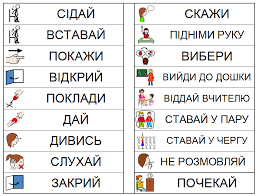 СІДАЙ
ВСТАВАЙ
ПОКАЖИ
ВІДКРИЙ
ПОКЛАДИ
ДАЙ
ДИВИСЬ
СЛУХАЙ
ЗАКРИЙ
СКАЖИ
ПІДНІМИ РУКУ
ВИБЕРИ
ВИЙДИ ДО ДОШКИ
ВІДДАЙ ВЧИТЕЛЮ
СТАВАЙ У ПАРУ
СТАВАЙ У ЧЕРГУ
НЕ РОЗМОВЛЯЙ
ПОЧЕКАЙ